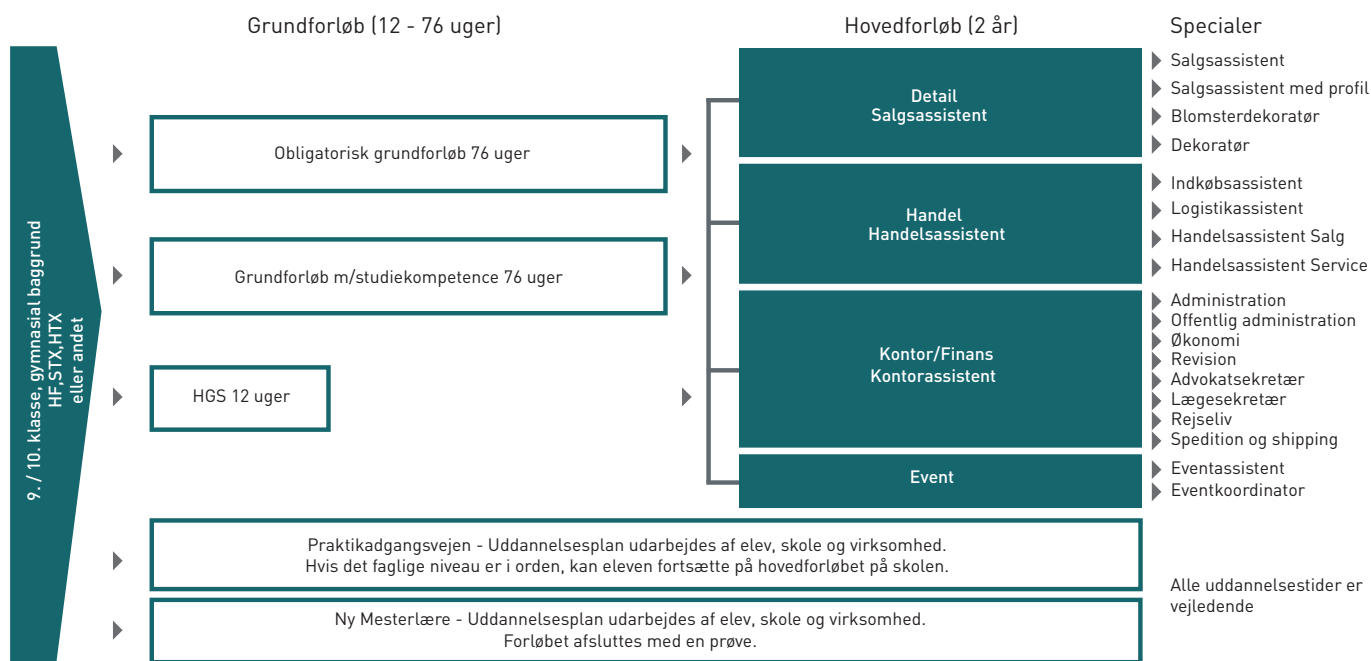 Grundforløb (12 - 76 uger)
Hovedforløb (2 år)
Specialer
9. / 10. klasse, gymnasial baggrund
HF,STX,HTX
eller andet
Obligatorisk grundforløb 76 uger
Grundforløb m/studiekompetence 76 uger
HGS 12 uger
Detail
Salgsassistent
Salgsassistent
Salgsassistent med profil
Blomsterdekoratør
Dekoratør
Handel
Handelsassistent
Indkøbsassistent
Logistikassistent
Handelsassistent Salg
Handelsassistent Service
Kontor/Finans
Kontorassistent
Administration
Offentlig administration
Økonomi
Revision
Advokatsekretær
Lægesekretær
Rejseliv
Spedition og shipping
Event
Eventassistent
Eventkoordinator
Praktikadgangsvejen - Uddannelsesplan udarbejdes af elev, skole og virksomhed.
Hvis det faglige niveau er i orden, kan eleven fortsætte på hovedforløbet på skolen.
Ny Mesterlære - Uddannelsesplan udarbejdes af elev, skole og virksomhed.
Forløbet afsluttes med en prøve.
Alle uddannelsestider er
vejledende